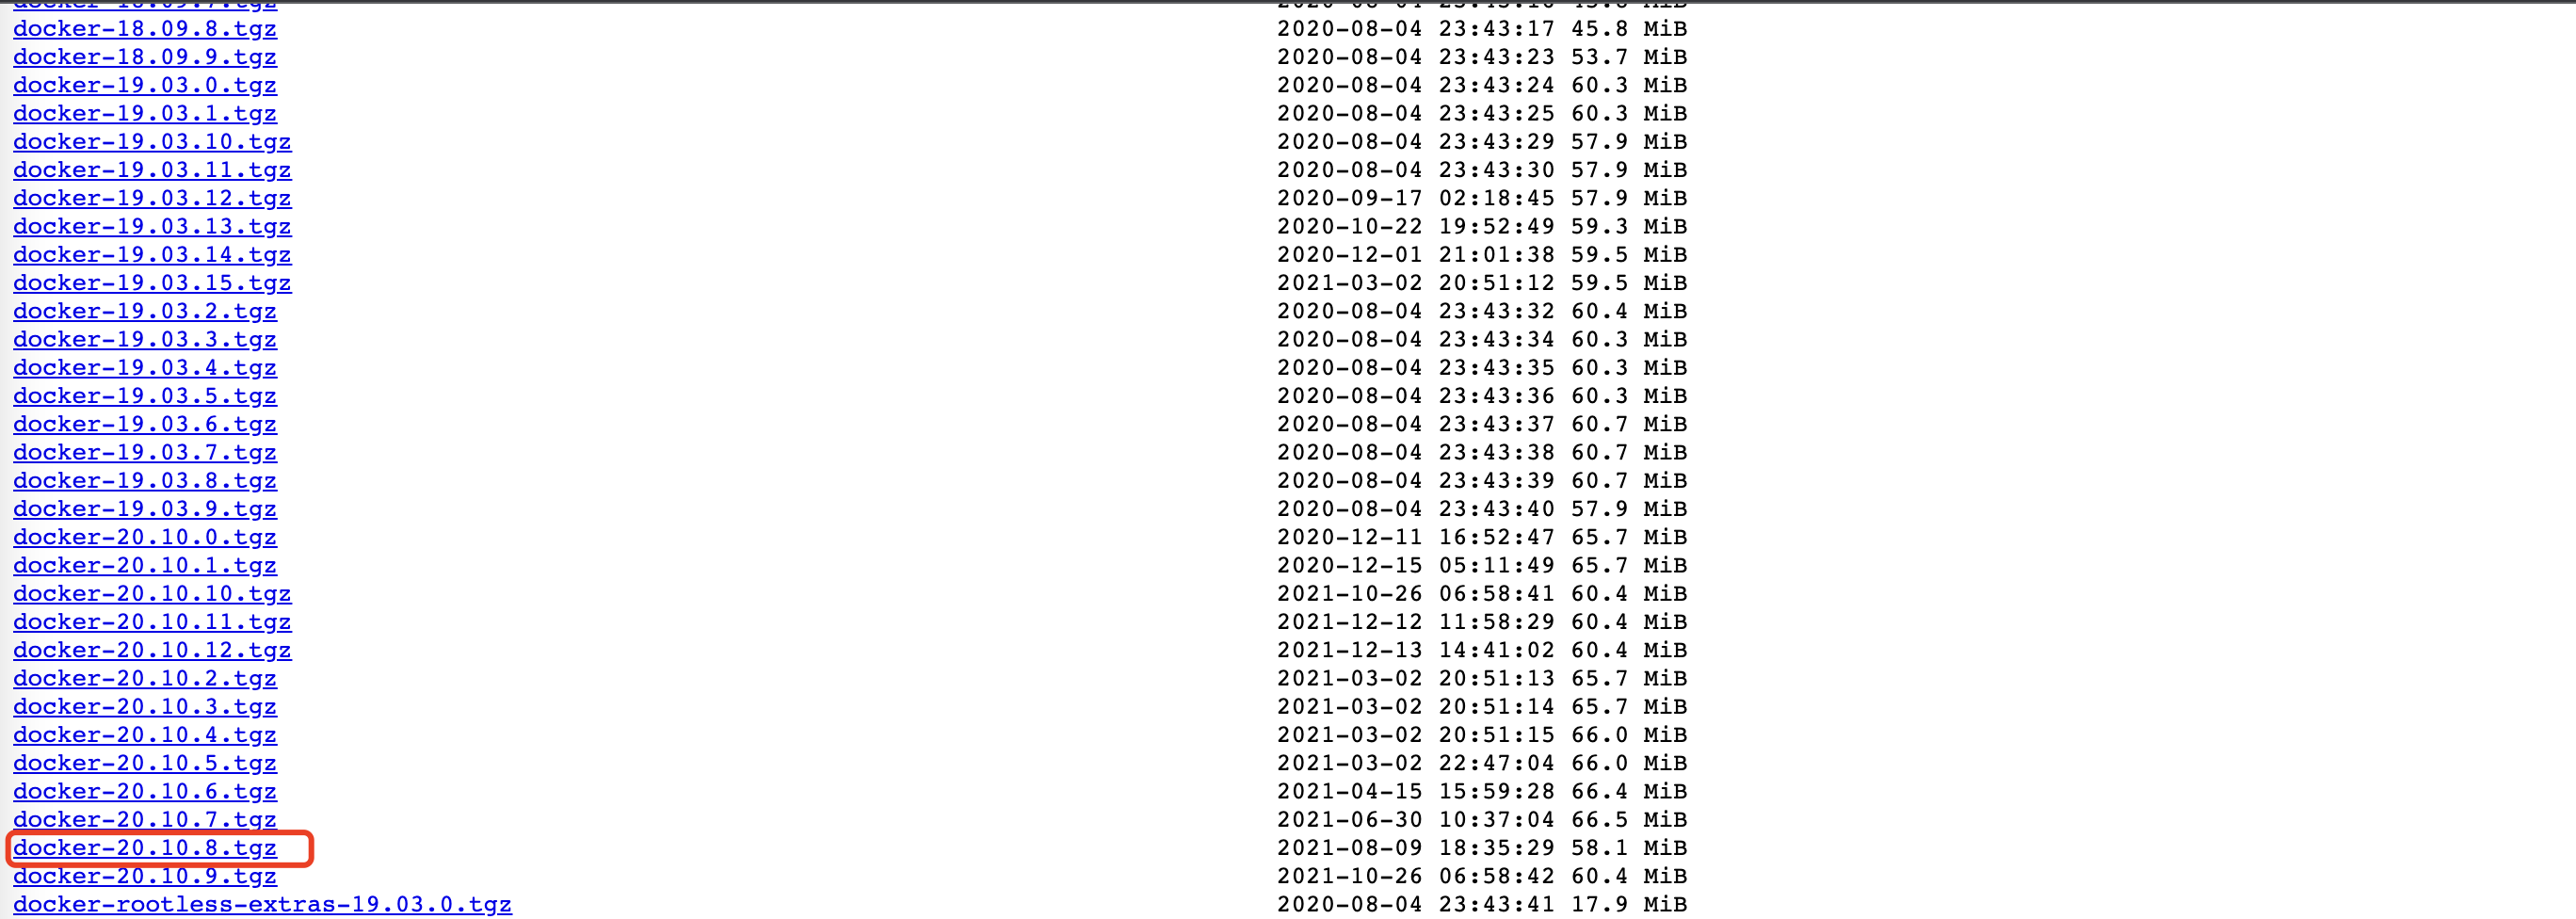 docker-18.09.8.tgz 2020-08-04 23:43:17 45.8 MiB
docker-18.09.9.tgz 2020-08-04 23:43:23 53.7 MiB
docker-19.03.0.tgz 2020-08-04 23:43:24 60.3 MiB
docker-19.03.1.tgz 2020-08-04 23:43:25 60.3 MiB
docker-19.03.10.tgz 2020-08-04 23:43:29 57.9 MiB
docker-19.03.11.tgz 2020-08-04 23:43:30 57.9 MiB
docker-19.03.12.tgz 2020-09-17 02:18:45 57.9 MiB
docker-19.03.13.tgz 2020-10-22 19:52:49 59.3 MiB
docker-19.03.14.tgz 2020-12-01 21:01:38 59.5 MiB
docker-19.03.15.tgz 2021-03-02 20:51:12 59.5 MiB
docker-19.03.2.tgz 2020-08-04 23:43:32 60.4 MiB
docker-19.03.3.tgz 2020-08-04 23:43:34 60.3 MiB
docker-19.03.4.tgz 2020-08-04 23:43:35 60.3 MiB
docker-19.03.5.tgz 2020-08-04 23:43:36 60.3 MiB
docker-19.03.6.tgz 2020-08-04 23:43:37 60.7 MiB
docker-19.03.7.tgz 2020-08-04 23:43:38 60.7 MiB
docker-19.03.8.tgz 2020-08-04 23:43:39 60.7 MiB
docker-19.03.9.tgz 2020-08-04 23:43:40 57.9 MiB
docker-20.10.0.tgz 2020-12-11 16:52:47 65.7 MiB
docker-20.10.1.tgz 2020-12-15 05:11:49 65.7 MiB
docker-20.10.10.tgz 2021-10-26 06:58:41 60.4 MiB
docker-20.10.11.tgz 2021-12-12 11:58:29 60.4 MiB
docker-20.10.12.tgz 2021-12-13 14:41:02 60.4 MiB
docker-20.10.2.tgz 2021-03-02 20:51:13 65.7 MiB
docker-20.10.3.tgz 2021-03-02 20:51:14 65.7 MiB
docker-20.10.4.tgz 2021-03-02 20:51:15 66.0 MiB
docker-20.10.5.tgz 2021-03-02 22:47:04 66.0 MiB
docker-20.10.6.tgz 2021-04-15 15:59:28 66.4 MiB
docker-20.10.7.tgz 2021-06-30 10:37:04 66.5 MiB
docker-20.10.8.tgz 2021-08-09 18:35:29 58.1 MiB
docker-20.10.9.tgz 2021-10-26 06:58:42 60.4 MiB
docker-rootless-extras-19.03.0.tgz 2020-08-04 23:43:41 17.9 MiB